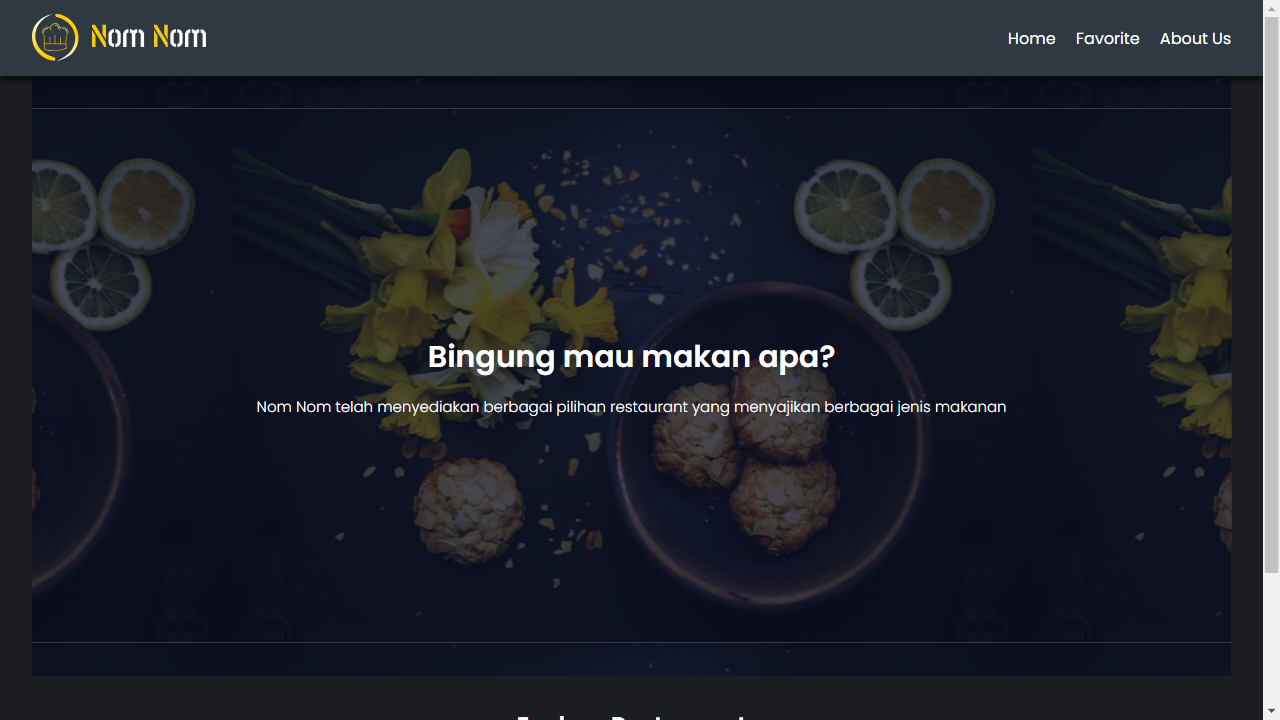 Nom Nom
Home Favorite About Us
Bingung mau makan apa?
Nom Nom telah menyediakan berbagai pilihan restaurant yang menyajikan berbagai jenis makanan